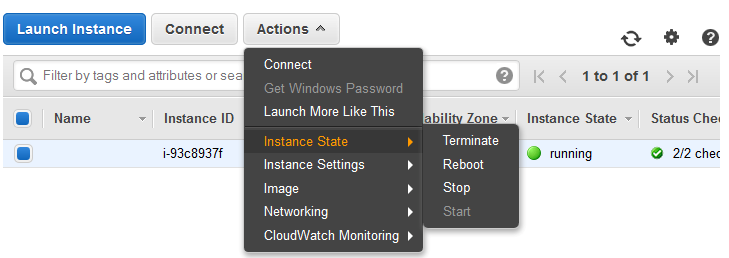 Launch Instance Connect Actions
Connect
Filter by tags and attributes or sea 1 to 1 of 1
Get Windows Password
Launch More Like This
Name Instance ID ability Zone Instance State Status Chec
Instance State Terminate
i-93c8937f running 2/2 chec
Instance Settings Reboot
Image Stop
Networking Start
CloudWatch Monitoring